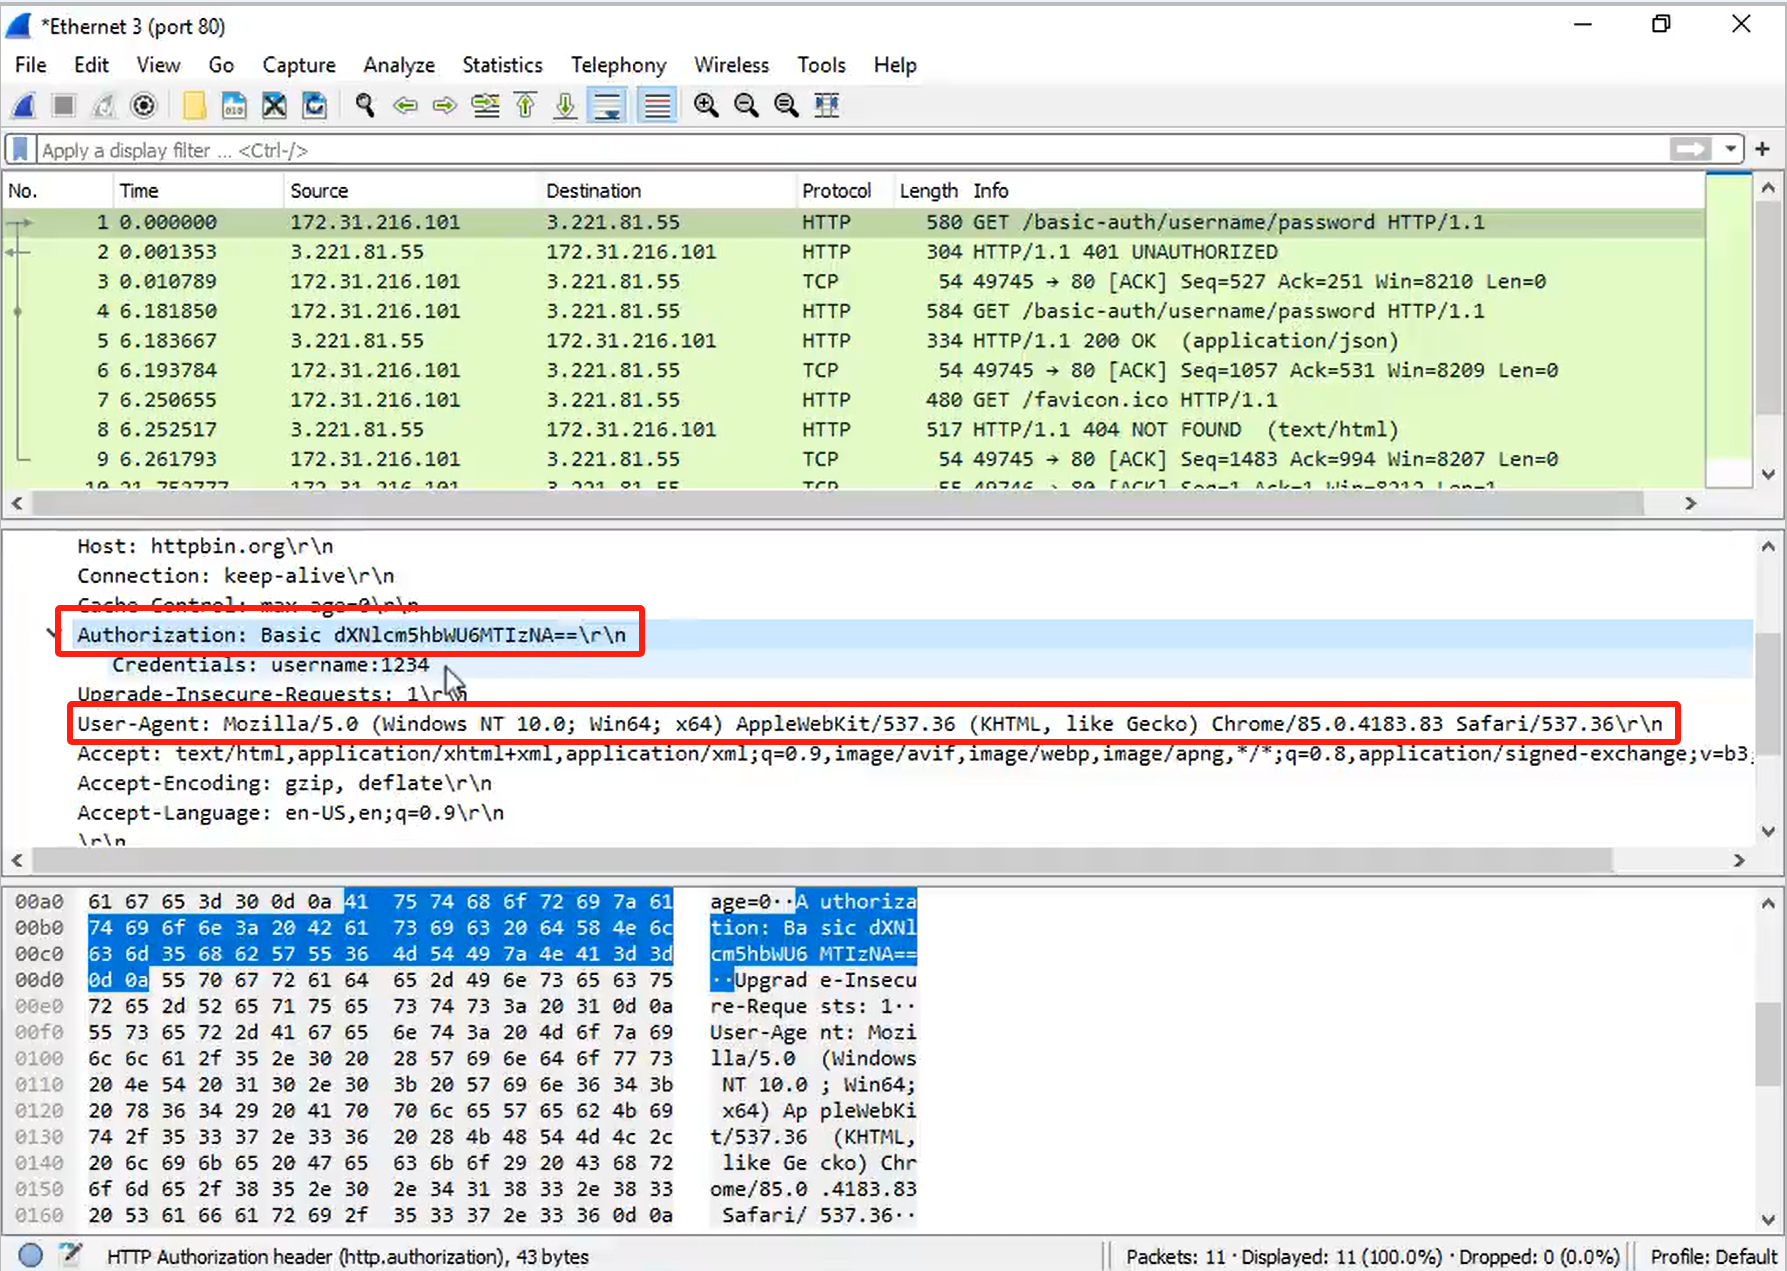 *Ethernet 3 (port 80)
File Edit View Go Capture Analyze Statistics Telephony Wireless Tools Help
Apply a display filter ... <Ctrl-/>
No. Time Source Destination Protocol Length Info
1 0.000000 172.31.216.101 3.221.81.55 HTTP 580 GET /basic-auth/username/password HTTP/1.1
2 0.001353 3.221.81.55 172.31.216.101 HTTP 304 HTTP/1.1 401 UNAUTHORIZED
3 0.010789 172.31.216.101 3.221.81.55 TCP 54 49745 → 80 [ACK] Seq=527 Ack=251 Win=8210 Len=0
4 6.181850 172.31.216.101 3.221.81.55 HTTP 584 GET /basic-auth/username/password HTTP/1.1
5 6.183667 3.221.81.55 172.31.216.101 HTTP 334 HTTP/1.1 200 OK (application/json)
6 6.193784 172.31.216.101 3.221.81.55 TCP 54 49745 → 80 [ACK] Seq=1057 Ack=531 Win=8209 Len=0
7 6.250655 172.31.216.101 3.221.81.55 HTTP 480 GET /favicon.ico HTTP/1.1
8 6.252517 3.221.81.55 172.31.216.101 HTTP 517 HTTP/1.1 404 NOT FOUND (text/html)
9 6.261793 172.31.216.101 3.221.81.55 TCP 54 49745 → 80 [ACK] Seq=1483 Ack=994 Win=8207 Len=0
10 21.752777 172.31.216.101 3.221.81.55 TCP 55 49746 → 80 [ACK] Seq=1 Ack=1 Win=8212 Len=1
Host: httpbin.org\r\n
Connection: keep-alive\r\n
Cache-Control: max-age=0\r\n
Authorization: Basic dXNlcm5hbWU6MTIzNA==\r\n
Credentials: username:1234
Upgrade-Insecure-Requests: 1\r\n
User-Agent: Mozilla/5.0 (Windows NT 10.0; Win64; x64) AppleWebKit/537.36 (KHTML, like Gecko) Chrome/85.0.4183.83 Safari/537.36\r\n
Accept: text/html,application/xhtml+xml,application/xml;q=0.9,image/avif,image/webp,image/apng,*/*;q=0.8,application/signed-exchange;v=b3;
Accept-Encoding: gzip, deflate\r\n
Accept-Language: en-US,en;q=0.9\r\n
\r\n
00a0 61 67 65 3d 30 0d 0a 41 75 74 68 6f 72 69 7a 61 age=0··A uthoriza
00b0 74 69 6f 6e 3a 20 42 61 73 69 63 20 64 58 4e 6c tion: Ba sic dXNl
00c0 63 6d 35 68 62 57 55 36 4d 54 49 7a 4e 41 3d 3d cm5hbWU6 MTIzNA==
00d0 0d 0a 55 70 67 72 61 64 65 2d 49 6e 73 65 63 75 ··Upgrad e-Insecu
00e0 72 65 2d 52 65 71 75 65 73 74 73 3a 20 31 0d 0a re-Reque sts: 1··
00f0 55 73 65 72 2d 41 67 65 6e 74 3a 20 4d 6f 7a 69 User-Age nt: Mozi
0100 6c 6c 61 2f 35 2e 30 20 28 57 69 6e 64 6f 77 73 lla/5.0 (Windows
0110 20 4e 54 20 31 30 2e 30 3b 20 57 69 6e 36 34 3b NT 10.0 ; Win64;
0120 20 78 36 34 29 20 41 70 70 6c 65 57 65 62 4b 69 x64) Ap pleWebKi
0130 74 2f 35 33 37 2e 33 36 20 28 4b 48 54 4d 4c 2c t/537.36 (KHTML,
0140 20 6c 69 6b 65 20 47 65 63 6b 6f 29 20 43 68 72 like Ge cko) Chr
0150 6f 6d 65 2f 38 35 2e 30 2e 34 31 38 33 2e 38 33 ome/85.0 .4183.83
0160 20 53 61 66 61 72 69 2f 35 33 37 2e 33 36 0d 0a Safari/ 537.36··
HTTP Authorization header (http.authorization), 43 bytes
Packets: 11 · Displayed: 11 (100.0%) · Dropped: 0 (0.0%)
Profile: Default